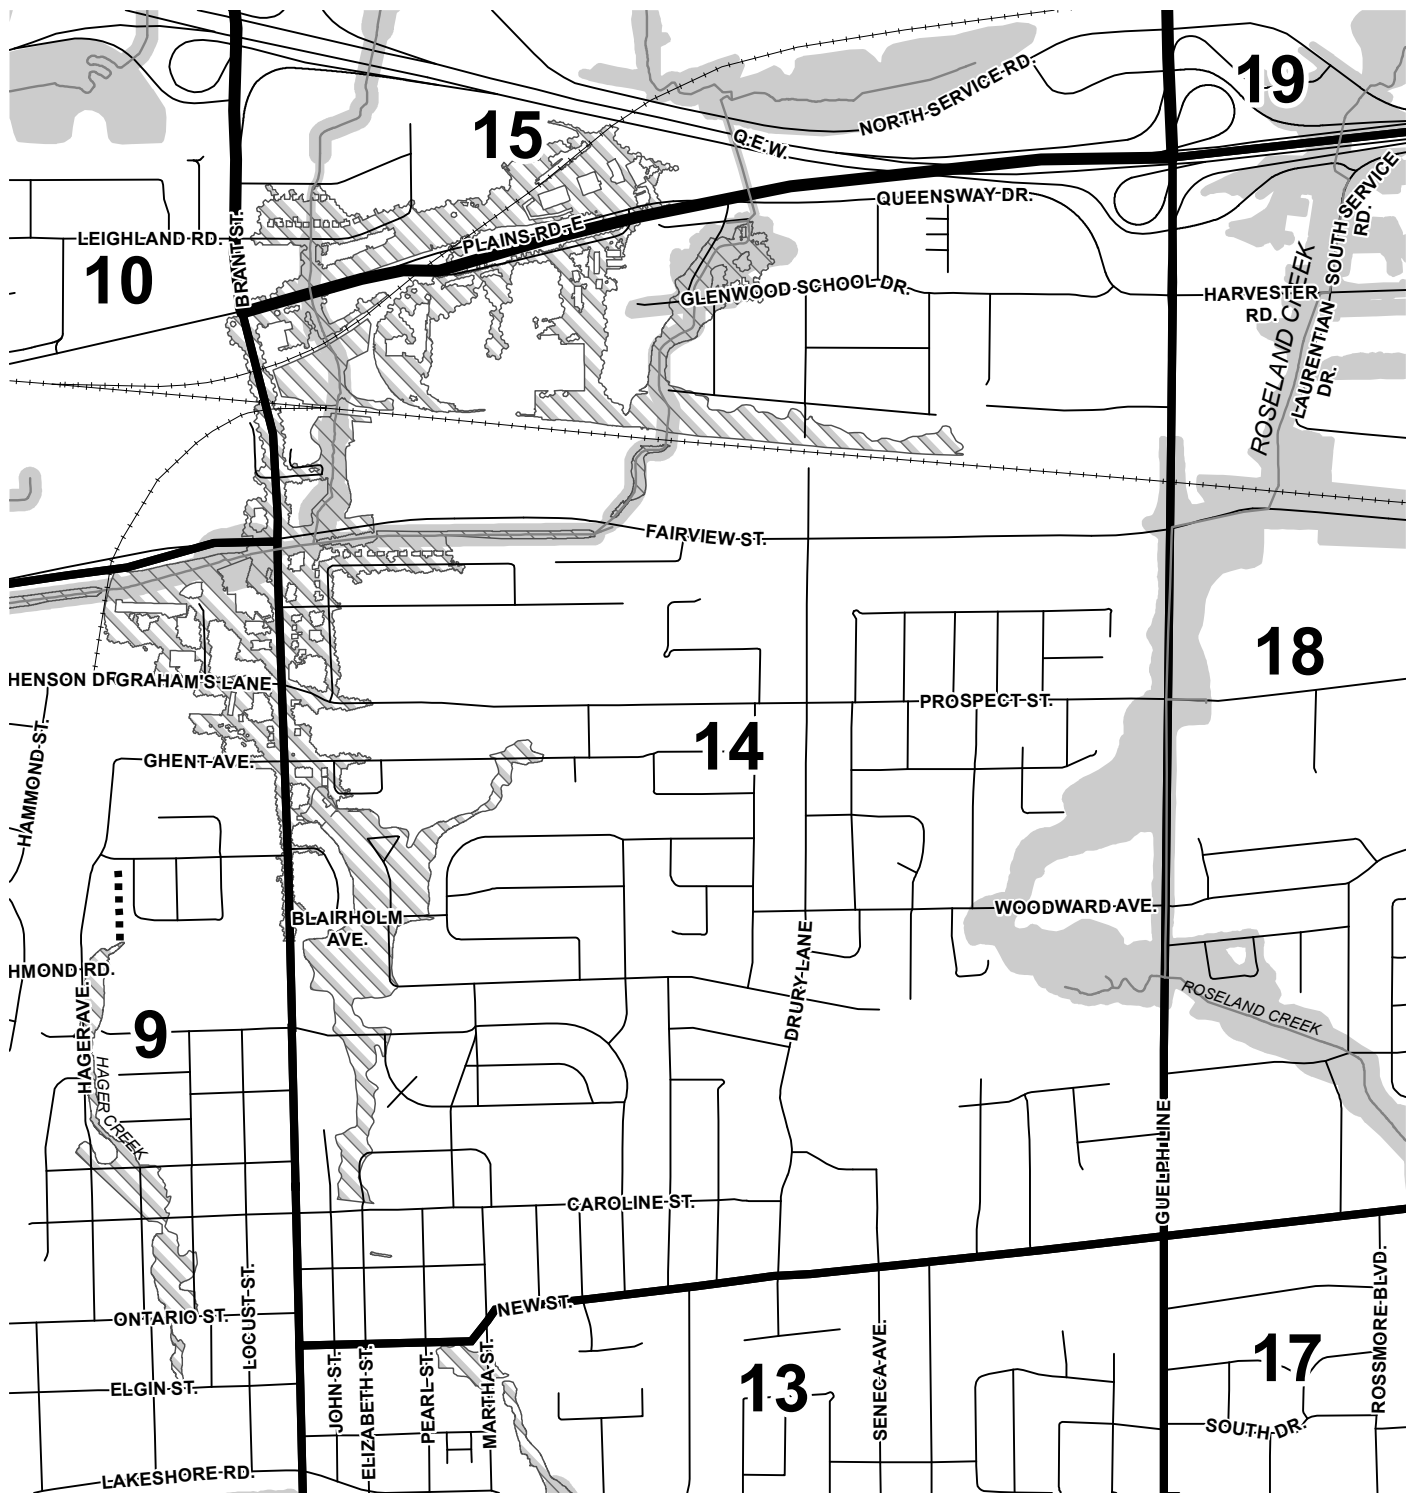 19
15
NORTH SERVICE RD.
Q.E.W.
QUEENSWAY DR.
SOUTH SERVICE
RD.
BRANT ST.
LEIGHLAND RD.
PLAINS RD. E
10
GLENWOOD SCHOOL DR.
HARVESTER
RD.
ROSELAND CREEK
LAURENTIAN
DR.
FAIRVIEW ST.
18
HENSON DR
GRAHAM'S LANE
PROSPECT ST.
HAMMOND ST.
14
GHENT AVE.
BLAIRHOLM
AVE.
WOODWARD AVE.
DRURY LANE
HMOND RD.
ROSELAND CREEK
9
HAGER AVE.
HAGER CREEK
GUELPH LINE
CAROLINE ST.
LOCUST ST.
ONTARIO ST.
NEW ST.
ROSSMORE BLVD.
SENECA AVE.
17
13
JOHN ST.
ELIZABETH ST.
PEARL ST.
MARTHA ST.
ELGIN ST.
SOUTH DR.
LAKESHORE RD.